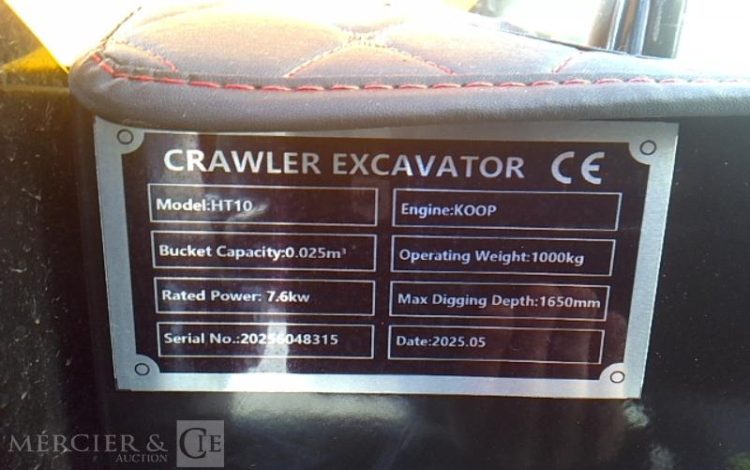 CRAWLER EXCAVATOR CE
Model:HT10
Engine:KOOP
Bucket Capacity:0.025m³
Operating Weight:1000kg
Rated Power: 7.6kw
Max Digging Depth:1650mm
Serial No.:20256048315
Date:2025.05
MERCIER & CIE
AUCTION